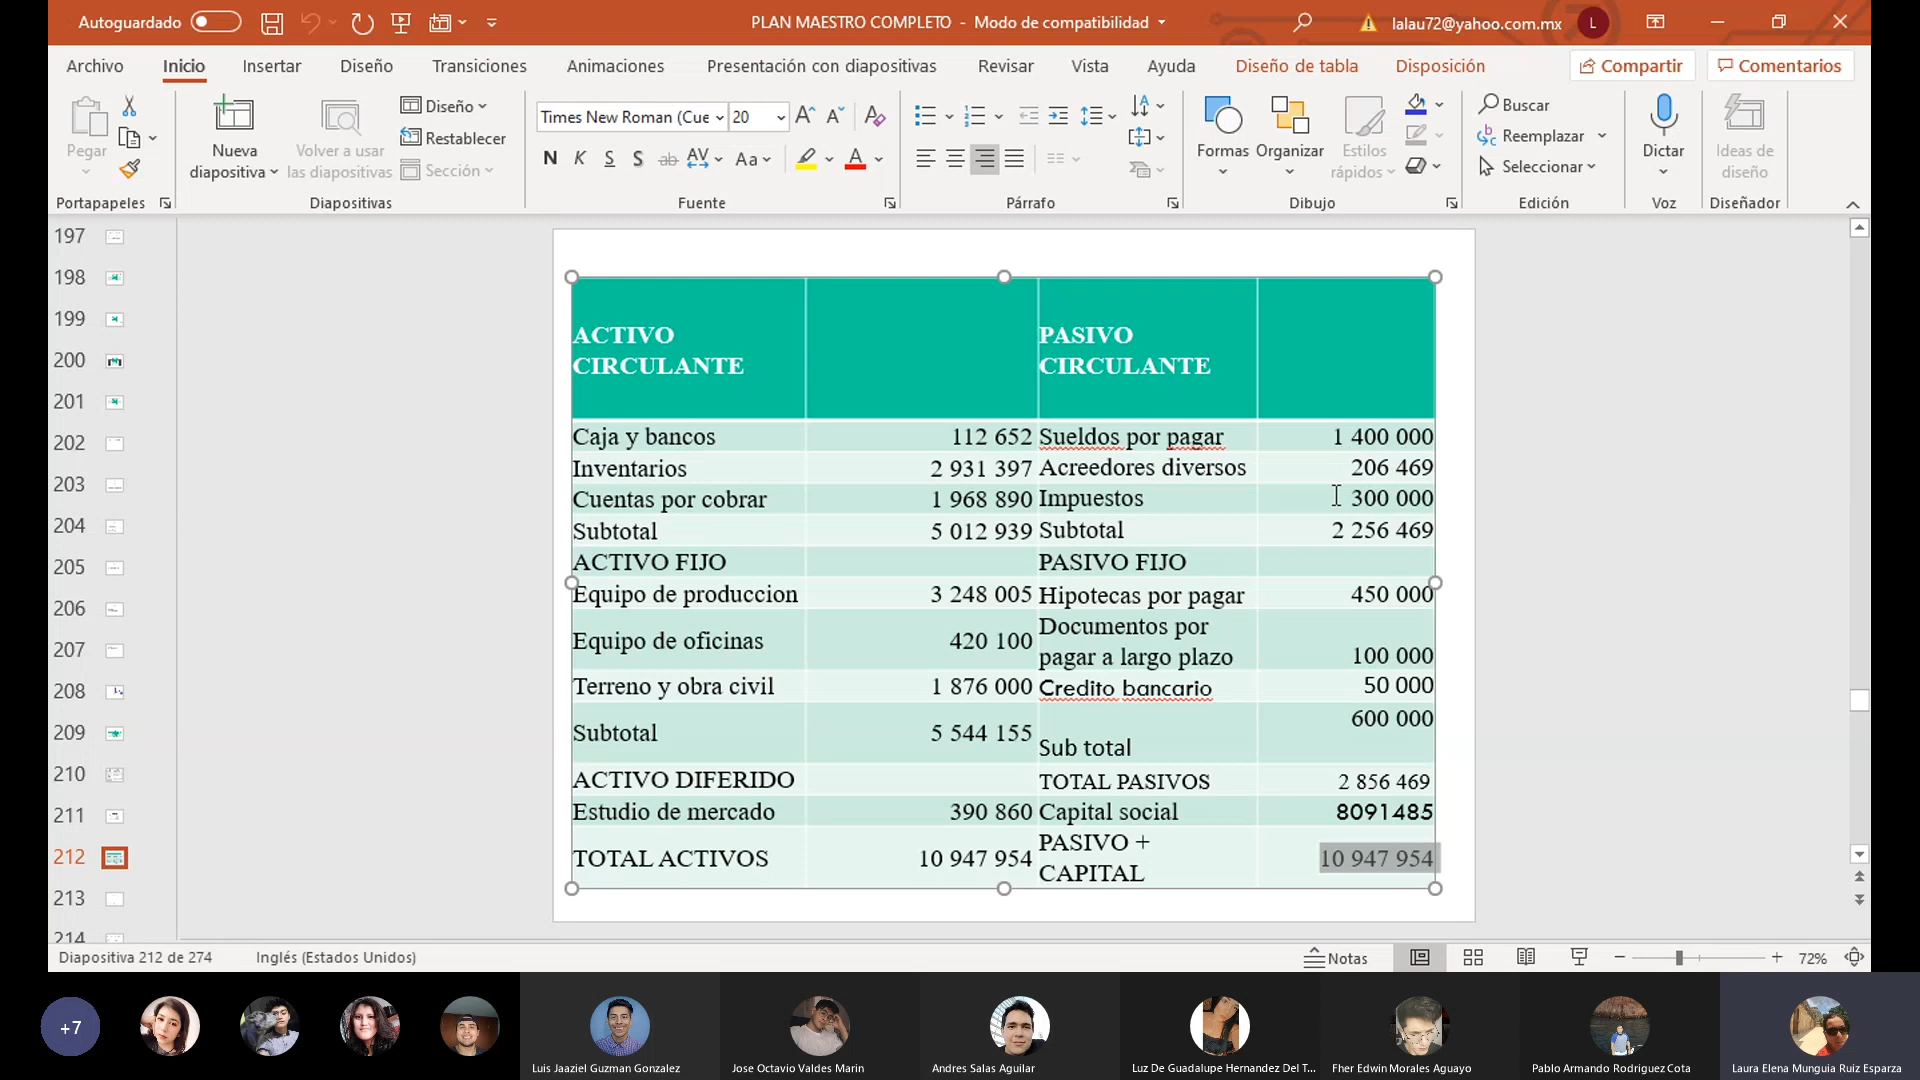 Autoguardado
PLAN MAESTRO COMPLETO - Modo de compatibilidad
lalau72@yahoo.com.mx
L
Archivo Inicio Insertar Diseño Transiciones Animaciones Presentación con diapositivas Revisar Vista Ayuda Diseño de tabla Disposición Compartir Comentarios
Pegar
Nueva diapositiva
Volver a usar las diapositivas
Diseño
Restablecer
Sección
Times New Roman (Cue 20
N K S S ab AV Aa A
Formas Organizar Estilos rápidos
Buscar
Reemplazar
Seleccionar
Dictar
Ideas de diseño
Portapapeles Diapositivas Fuente Párrafo Dibujo Edición Voz Diseñador
197
198
199
200
201
202
203
204
205
206
207
208
209
210
211
212
213
214
ACTIVO CIRCULANTE PASIVO CIRCULANTE
Caja y bancos 112 652 Sueldos por pagar 1 400 000
Inventarios 2 931 397 Acreedores diversos 206 469
Cuentas por cobrar 1 968 890 Impuestos 300 000
Subtotal 5 012 939 Subtotal 2 256 469
ACTIVO FIJO PASIVO FIJO
Equipo de produccion 3 248 005 Hipotecas por pagar 450 000
Equipo de oficinas 420 100 Documentos por pagar a largo plazo 100 000
Terreno y obra civil 1 876 000 Credito bancario 50 000
Subtotal 5 544 155 Sub total 600 000
ACTIVO DIFERIDO TOTAL PASIVOS 2 856 469
Estudio de mercado 390 860 Capital social 8091485
TOTAL ACTIVOS 10 947 954 PASIVO + CAPITAL 10 947 954
Diapositiva 212 de 274 Inglés (Estados Unidos) Notas 72%
+7
Luis Jaaziel Guzman Gonzalez
Jose Octavio Valdes Marin
Andres Salas Aguilar
Luz De Guadalupe Hernandez Del T...
Fher Edwin Morales Aguayo
Pablo Armando Rodriguez Cota
Laura Elena Munguia Ruiz Esparza